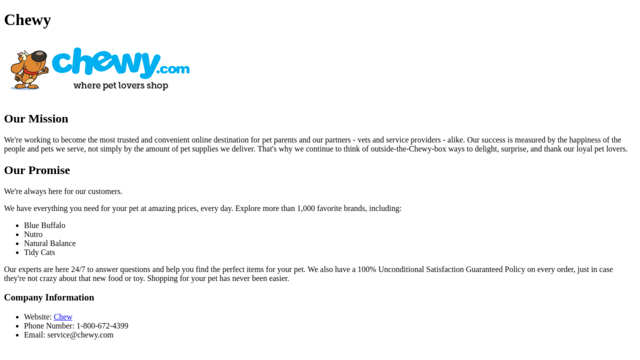 Chewy
chewy.com
where pet lovers shop
Our Mission
We're working to become the most trusted and convenient online destination for pet parents and our partners - vets and service providers - alike. Our success is measured by the happiness of the
people and pets we serve, not simply by the amount of pet supplies we deliver. That's why we continue to think of outside-the-Chewy-box ways to delight, surprise, and thank our loyal pet lovers.
Our Promise
We're always here for our customers.
We have everything you need for your pet at amazing prices, every day. Explore more than 1,000 favorite brands, including:
Blue Buffalo
Nutro
Natural Balance
Tidy Cats
Our experts are here 24/7 to answer questions and help you find the perfect items for your pet. We also have a 100% Unconditional Satisfaction Guaranteed Policy on every order, just in case
they're not crazy about that new food or toy. Shopping for your pet has never been easier.
Company Information
Website: Chew
Phone Number: 1-800-672-4399
Email: service@chewy.com